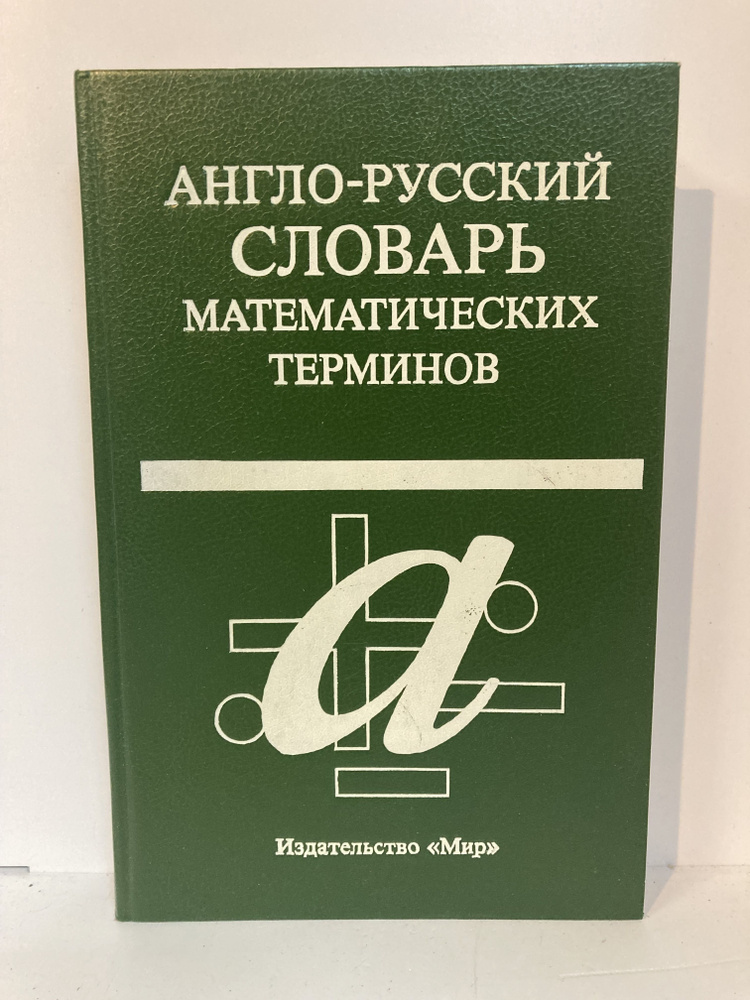 АНГЛО-РУССКИЙ
СЛОВАРЬ
МАТЕМАТИЧЕСКИХ
ТЕРМИНОВ
a
Издательство «Мир»